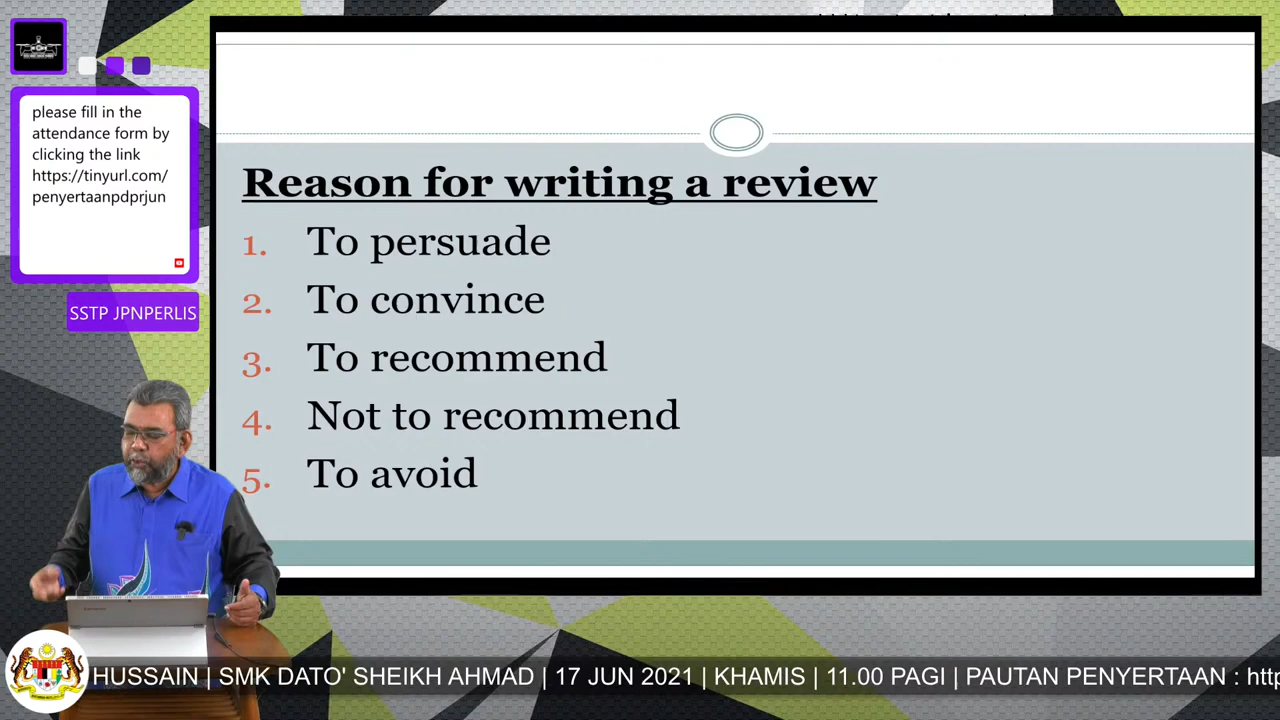 please fill in the
attendance form by
clicking the link
https://tinyurl.com/
penyertaanpdprjun
SSTP JPNPERLIS
Reason for writing a review
1. To persuade
2. To convince
3. To recommend
4. Not to recommend
5. To avoid
HUSSAIN | SMK DATO' SHEIKH AHMAD | 17 JUN 2021 | KHAMIS | 11.00 PAGI | PAUTAN PENYERTAAN : http